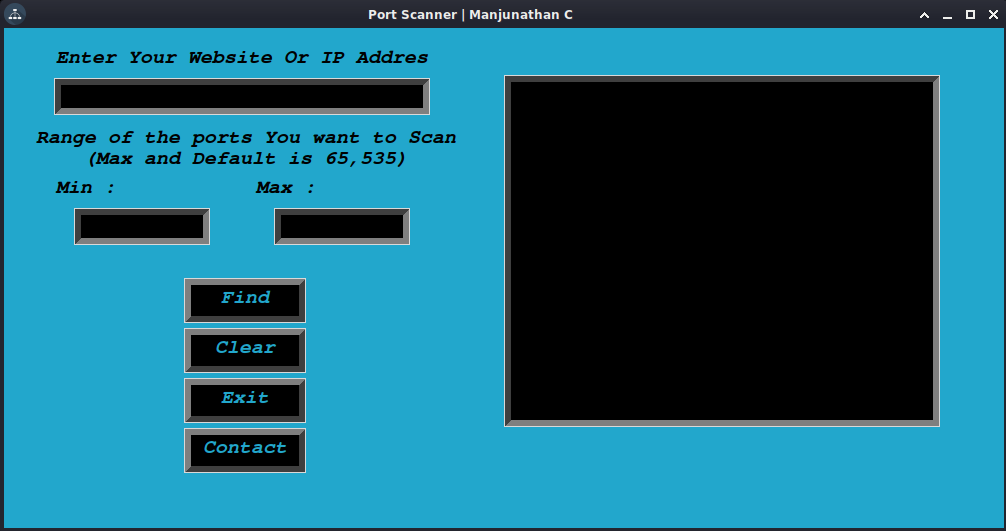 Port Scanner | Manjunathan C
Enter Your Website Or IP Addres
Range of the ports You want to Scan
(Max and Default is 65,535)
Min :
Max :
Find
Clear
Exit
Contact